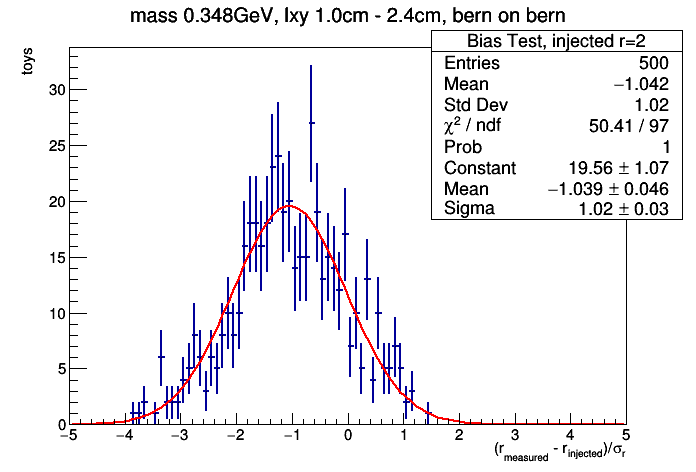 mass 0.348GeV, lxy 1.0cm - 2.4cm, bern on bern
Bias Test, injected r=2
Entries 500
Mean −1.042
Std Dev 1.02
χ² / ndf 50.41 / 97
Prob 1
Constant 19.56 ± 1.07
Mean −1.039 ± 0.046
Sigma 1.02 ± 0.03
toys
30
25
20
15
10
5
0
−5 −4 −3 −2 −1 0 1 2 3 4 5
(r_measured - r_injected)/σ_r